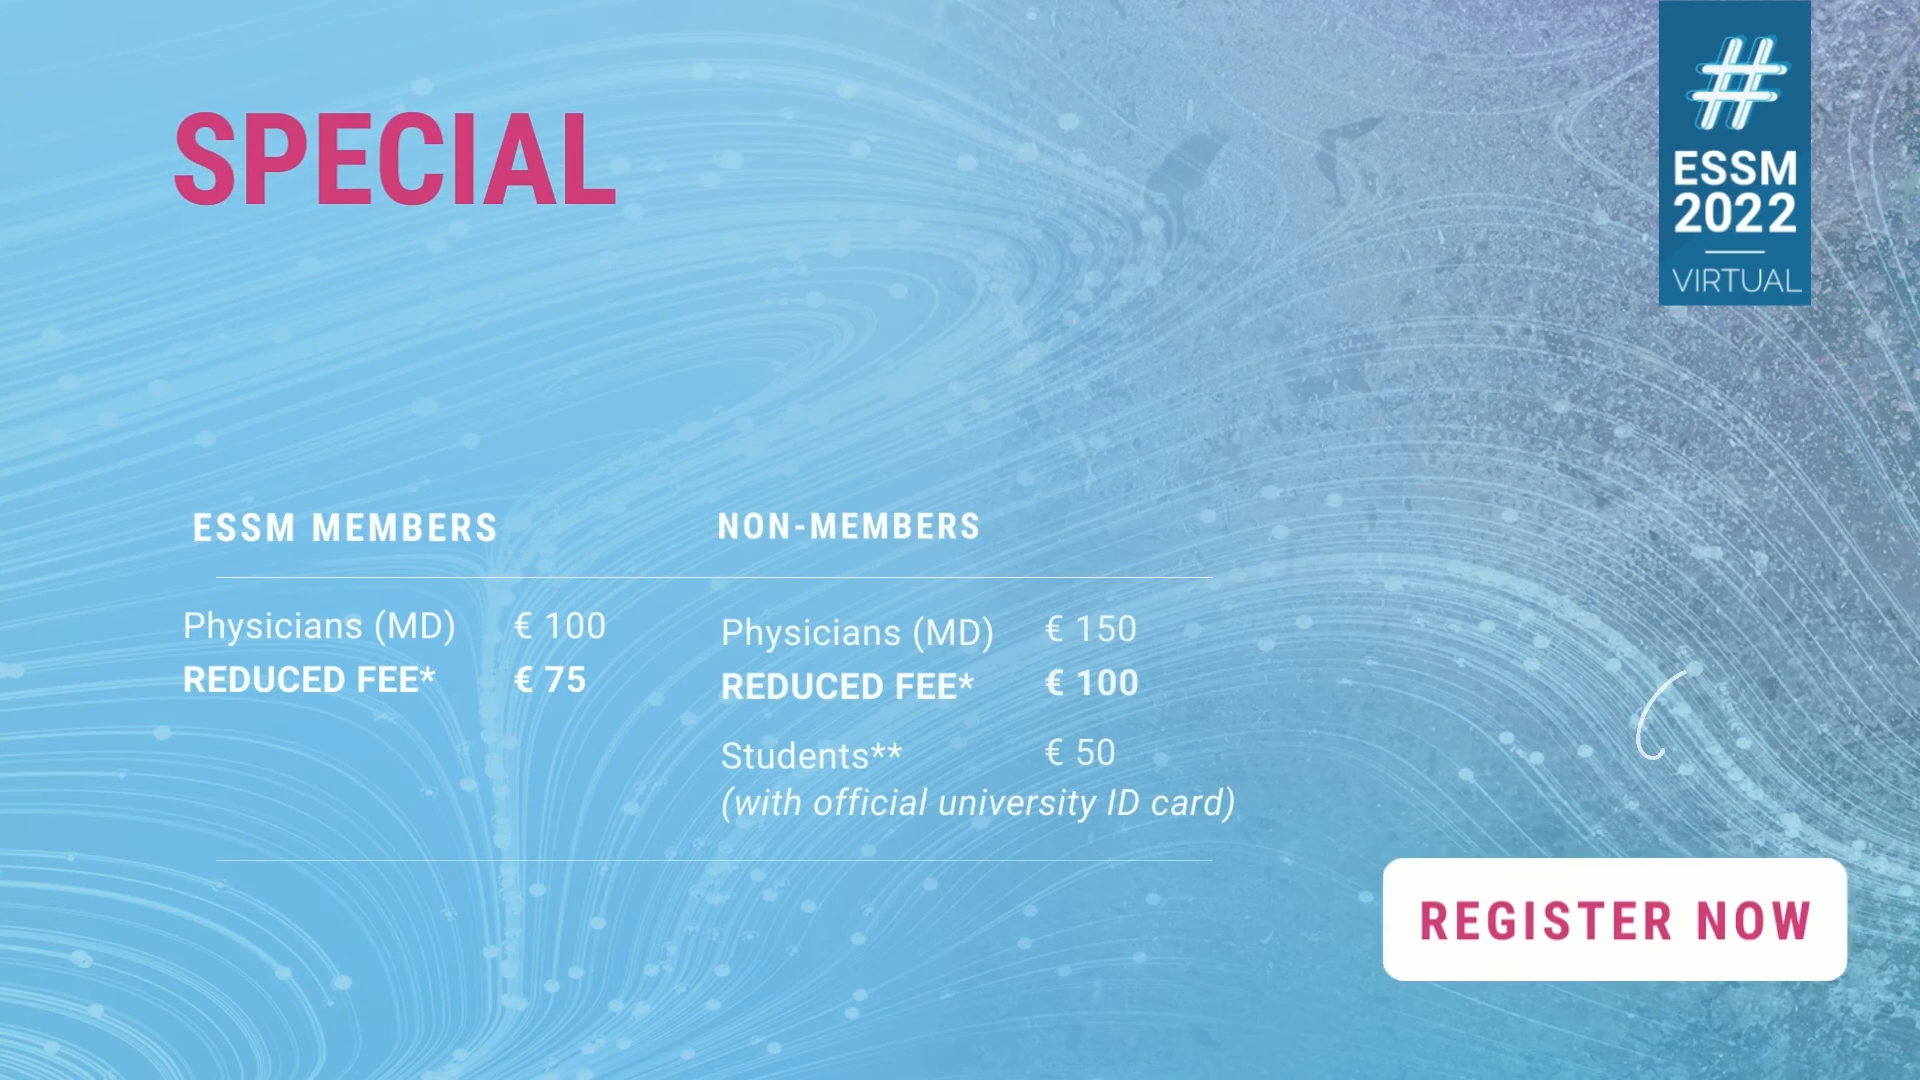 SPECIAL
#
ESSM
2022
VIRTUAL
ESSM MEMBERS
NON-MEMBERS
Physicians (MD) € 100
REDUCED FEE* € 75
Physicians (MD) € 150
REDUCED FEE* € 100
Students** € 50
(with official university ID card)
REGISTER NOW